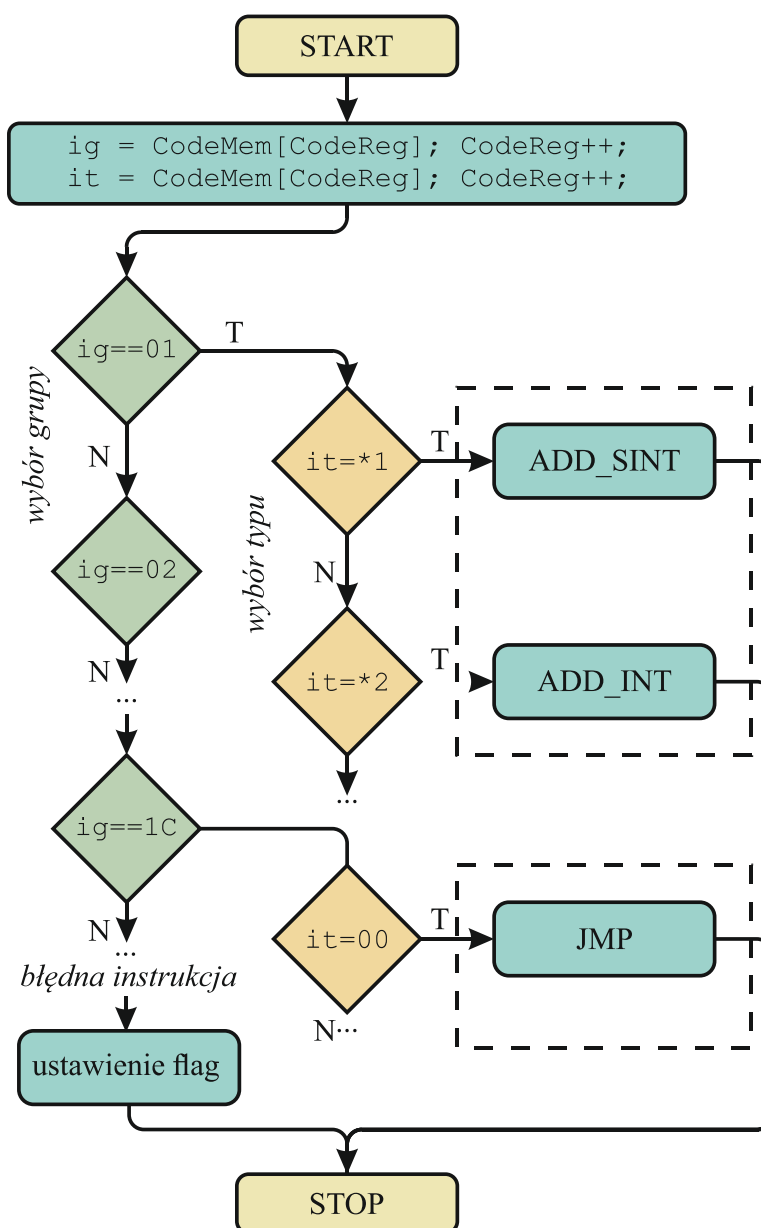 START
ig = CodeMem[CodeReg]; CodeReg++;
it = CodeMem[CodeReg]; CodeReg++;
ig==01
T
wybór grupy
N
it=*1
T
ADD_SINT
ig==02
wybór typu
N
N
...
it=*2
T
ADD_INT
...
ig==1C
N
...
błędna instrukcja
it=00
T
JMP
N...
ustawienie flag
STOP